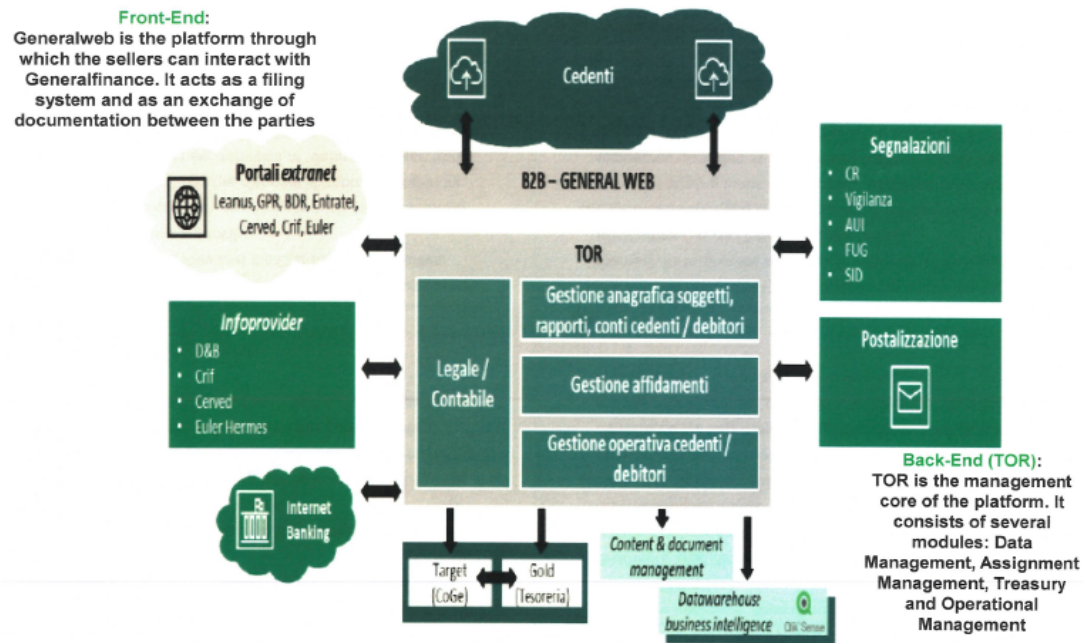 Front-End:
Generalweb is the platform through
which the sellers can interact with
Generalfinance. It acts as a filing
system and as an exchange of
documentation between the parties
Cedenti
B2B – GENERAL WEB
Portali extranet
Leanus, GPR, BDR, Entratel,
Cerved, Crif, Euler
Segnalazioni
• CR
• Vigilanza
• AUI
• FUG
• SID
TOR
Legale /
Contabile
Gestione anagrafica soggetti,
rapporti, conti cedenti / debitori
Gestione affidamenti
Gestione operativa cedenti /
debitori
Infoprovider
• D&B
• Crif
• Cerved
• Euler Hermes
Postalizzazione
Internet
Banking
Back-End (TOR):
TOR is the management
core of the platform. It
consists of several
modules: Data
Management, Assignment
Management, Treasury
and Operational
Management
Target
(CoGe)
Gold
(Tesoreria)
Content & document
management
Datawarehouse
business intelligence
Qlik Sense